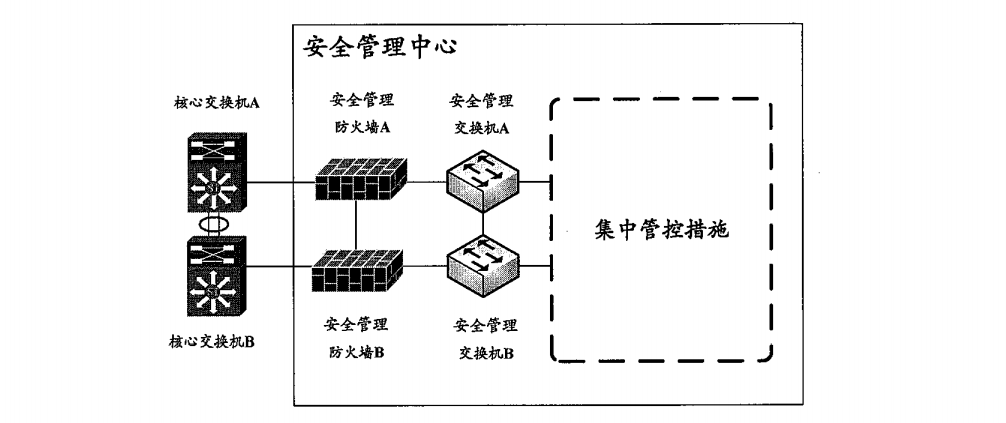 安全管理中心
核心交换机A
安全管理
防火墙A
安全管理
交换机A
集中管控措施
核心交换机B
安全管理
防火墙B
安全管理
交换机B